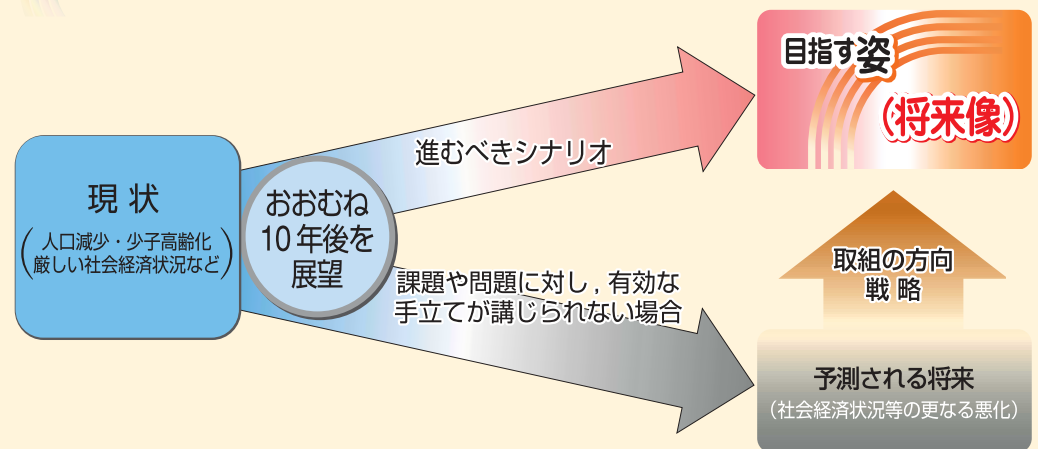 現状
（人口減少・少子高齢化
厳しい社会経済状況など）
おおむね
10年後を
展望
進むべきシナリオ
目指す姿
（将来像）
課題や問題に対し，有効な
手立てが講じられない場合
取組の方向
戦略
予測される将来
（社会経済状況等の更なる悪化）